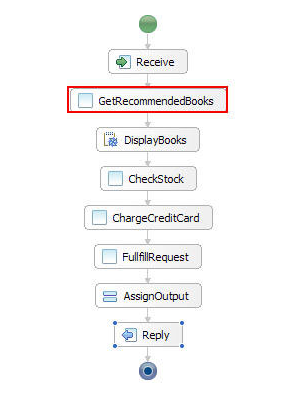 Receive
GetRecommendedBooks
DisplayBooks
CheckStock
ChargeCreditCard
FullfillRequest
AssignOutput
Reply